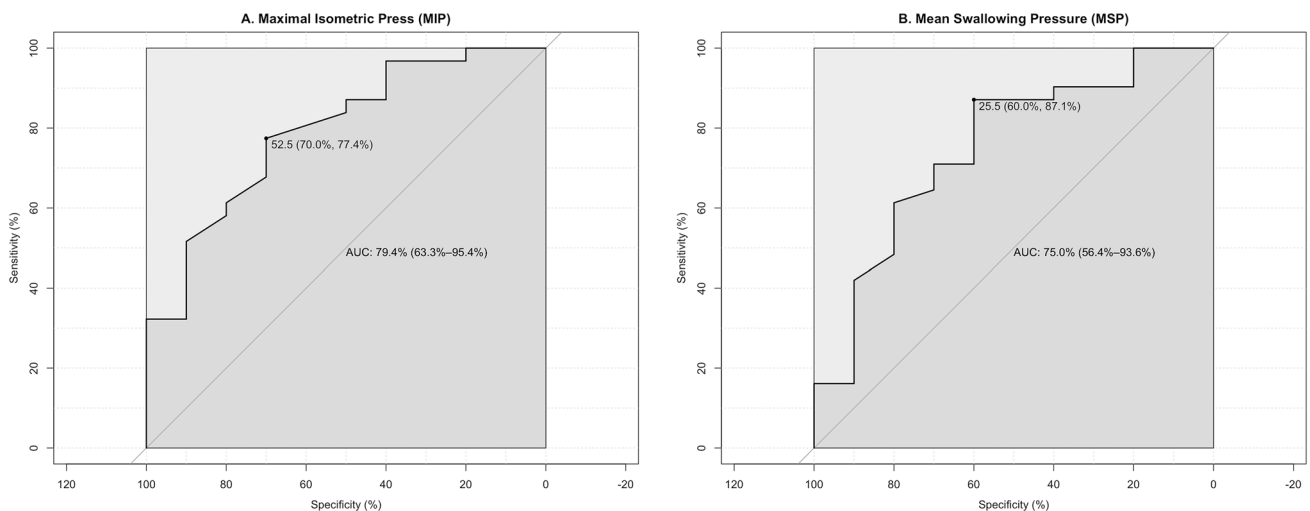 A. Maximal Isometric Press (MIP)
Sensitivity (%)
100
80
60
40
20
0
52.5 (70.0%, 77.4%)
AUC: 79.4% (63.3%–95.4%)
120 100 80 60 40 20 0 -20
Specificity (%)
B. Mean Swallowing Pressure (MSP)
Sensitivity (%)
100
80
60
40
20
0
25.5 (60.0%, 87.1%)
AUC: 75.0% (56.4%–93.6%)
120 100 80 60 40 20 0 -20
Specificity (%)